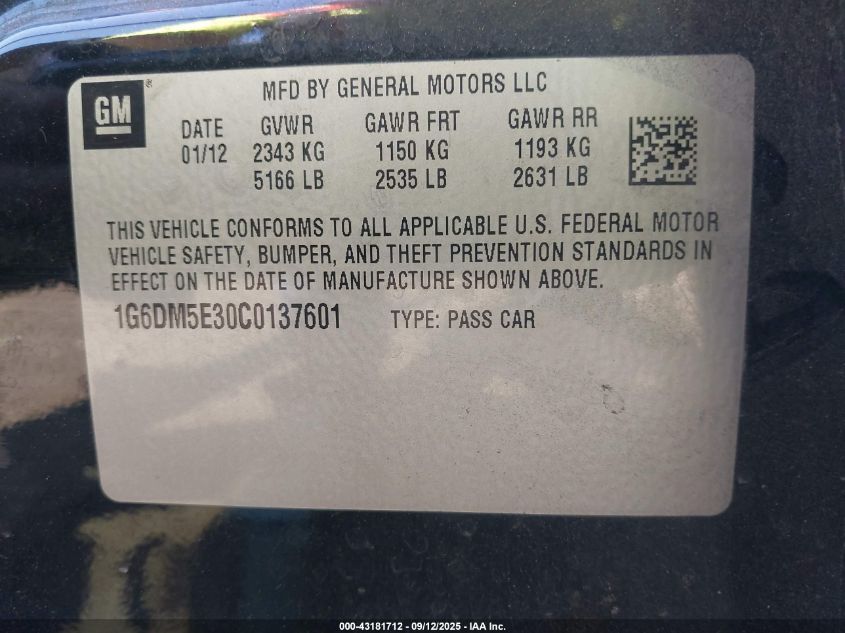 GM ®
MFD BY GENERAL MOTORS LLC
DATE GVWR GAWR FRT GAWR RR
01/12 2343 KG 1150 KG 1193 KG
5166 LB 2535 LB 2631 LB
THIS VEHICLE CONFORMS TO ALL APPLICABLE U.S. FEDERAL MOTOR
VEHICLE SAFETY, BUMPER, AND THEFT PREVENTION STANDARDS IN
EFFECT ON THE DATE OF MANUFACTURE SHOWN ABOVE.
1G6DM5E30C0137601 TYPE: PASS CAR
000-43181712 - 09/12/2025 - IAA Inc.